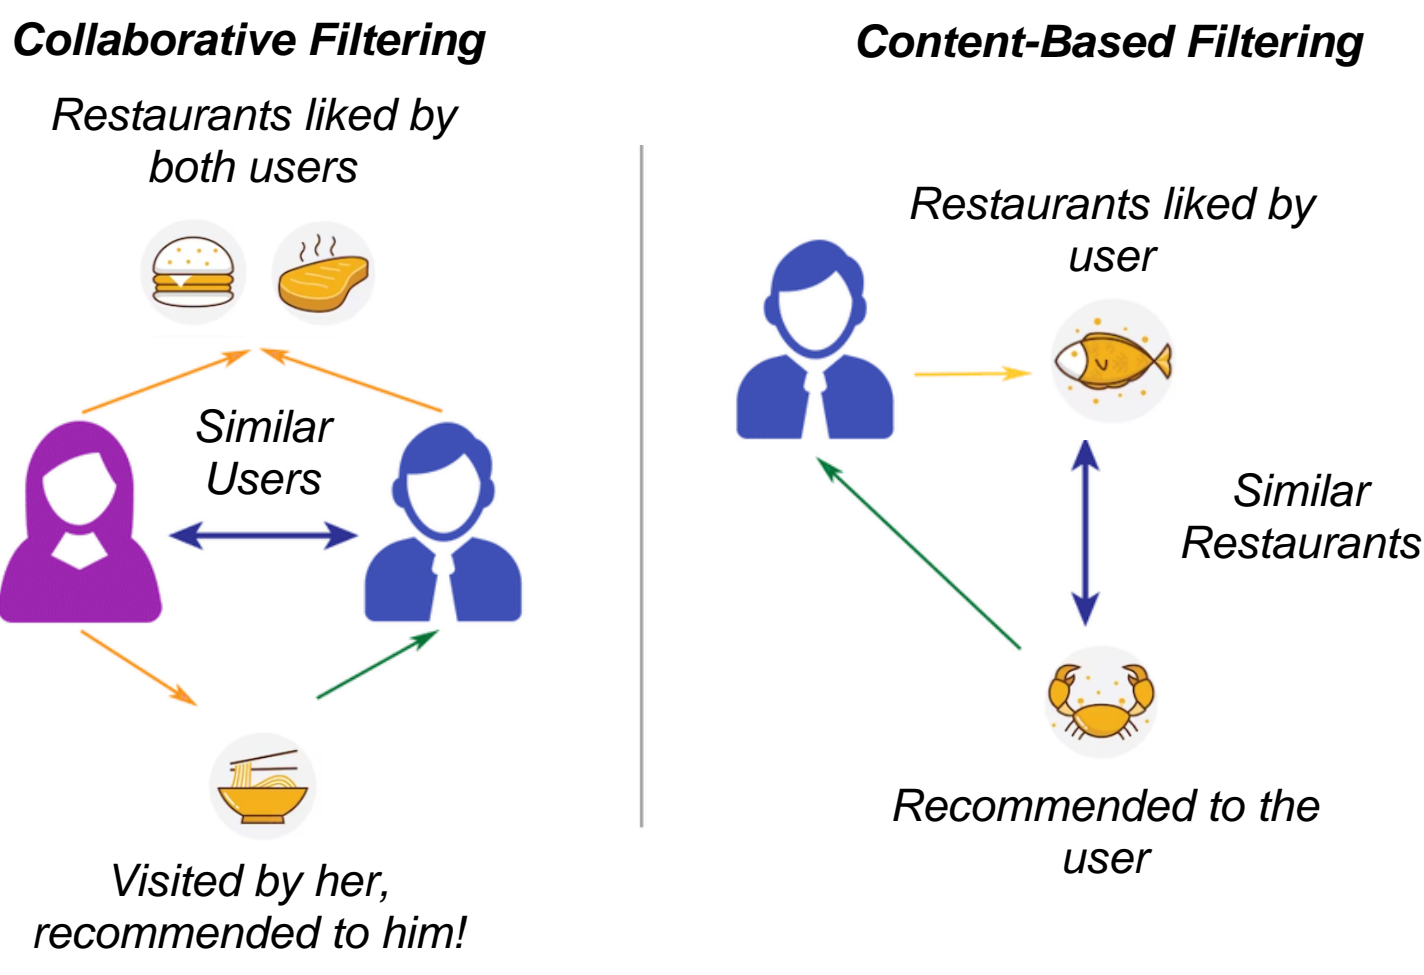 Collaborative Filtering
Restaurants liked by
both users
Similar
Users
Visited by her,
recommended to him!
Content-Based Filtering
Restaurants liked by
user
Similar
Restaurants
Recommended to the
user